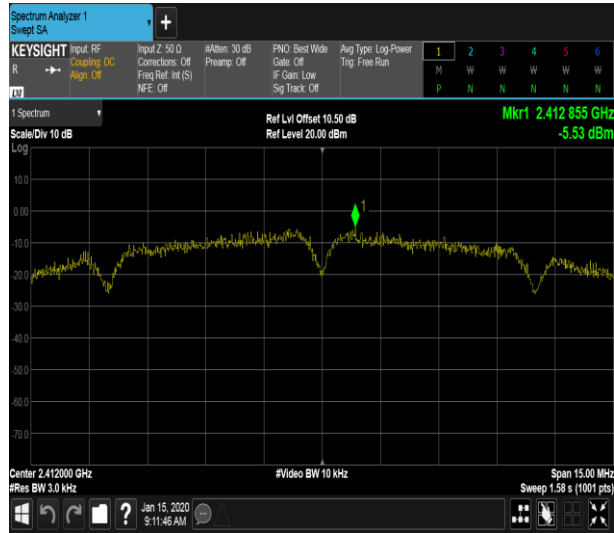 Spectrum Analyzer 1
Swept SA
KEYSIGHT
R
LXI
Input: RF
Coupling: DC
Align: Off
Input Z: 50 Ω
Corrections: Off
Freq Ref: Int (S)
NFE: Off
#Atten: 30 dB
Preamp: Off
PNO: Best Wide
Gate: Off
IF Gain: Low
Sig Track: Off
Avg Type: Log-Power
Trig: Free Run
1 2 3 4 5 6
M W W W W W
P N N N N N
1 Spectrum
Scale/Div 10 dB
Ref Lvl Offset 10.50 dB
Ref Level 20.00 dBm
Mkr1 2.412 855 GHz
-5.53 dBm
Log
10.0
0.00
-10.0
-20.0
-30.0
-40.0
-50.0
-60.0
-70.0
1
Center 2.412000 GHz
#Res BW 3.0 kHz
#Video BW 10 kHz
Span 15.00 MHz
Sweep 1.58 s (1001 pts)
?
Jan 15, 2020
9:11:46 AM